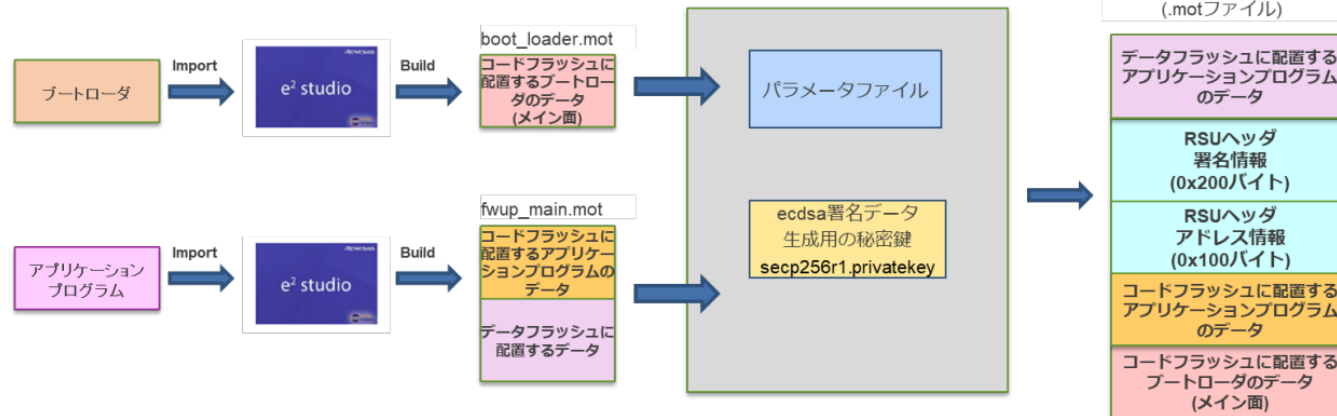 (.motファイル)
boot_loader.mot
ブートローダ
Import
RENESAS
e² studio
Build
コードフラッシュに
配置するブートロー
ダのデータ
(メイン面)
パラメータファイル
データフラッシュに配置する
アプリケーションプログラム
のデータ
RSUヘッダ
署名情報
(0x200バイト)
fwup_main.mot
アプリケーション
プログラム
Import
RENESAS
e² studio
Build
コードフラッシュに
配置するアプリケー
ションプログラムの
データ
データフラッシュに
配置するデータ
ecdsa署名データ
生成用の秘密鍵
secp256r1.privatekey
RSUヘッダ
アドレス情報
(0x100バイト)
コードフラッシュに配置する
アプリケーションプログラム
のデータ
コードフラッシュに配置する
ブートローダのデータ
(メイン面)